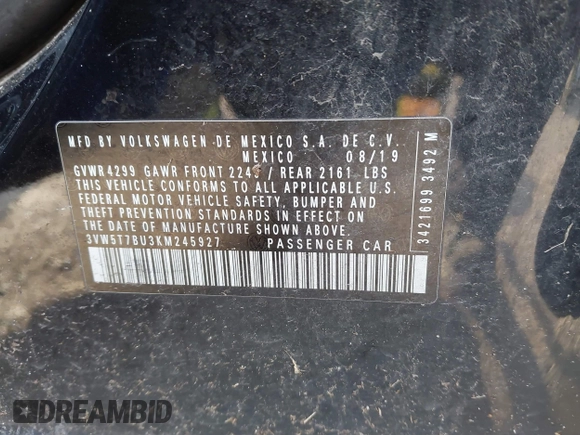 MFD BY VOLKSWAGEN DE MEXICO S.A. DE C.V.
MEXICO 08/19
GVWR4299 GAWR FRONT 2243 / REAR 2161 LBS
THIS VEHICLE CONFORMS TO ALL APPLICABLE U.S.
FEDERAL MOTOR VEHICLE SAFETY, BUMPER AND
THEFT PREVENTION STANDARDS IN EFFECT ON
THE DATE OF MANUFACTURE SHOWN ABOVE.
3VW5T7BU3KM245927 PASSENGER CAR
3421699 3492 M
DREAMBID